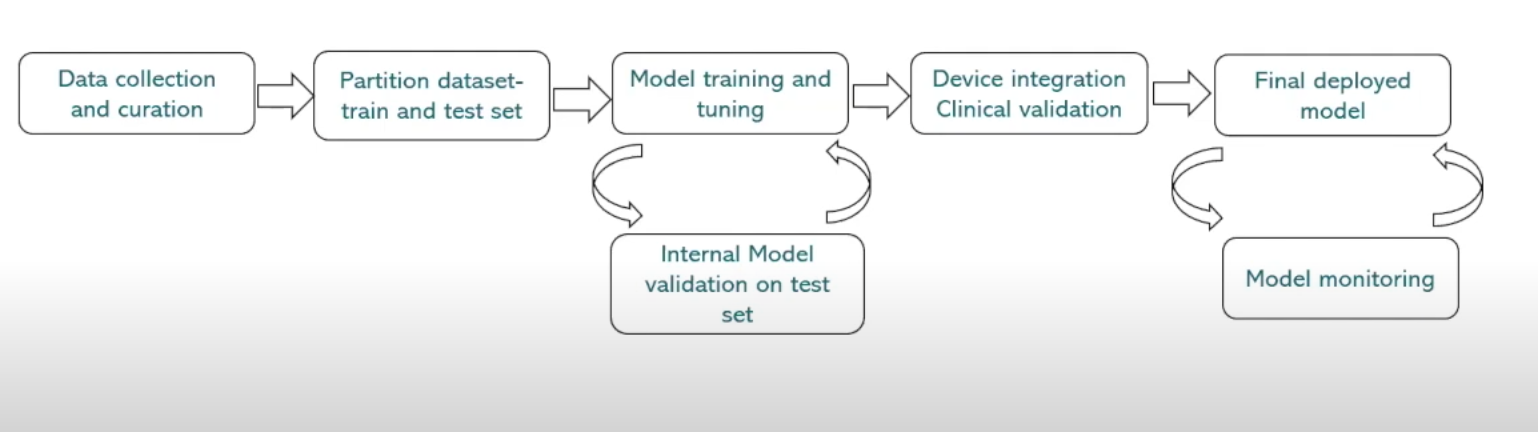 Data collection
and curation
Partition dataset-
train and test set
Model training and
tuning
Device integration
Clinical validation
Final deployed
model
Internal Model
validation on test
set
Model monitoring